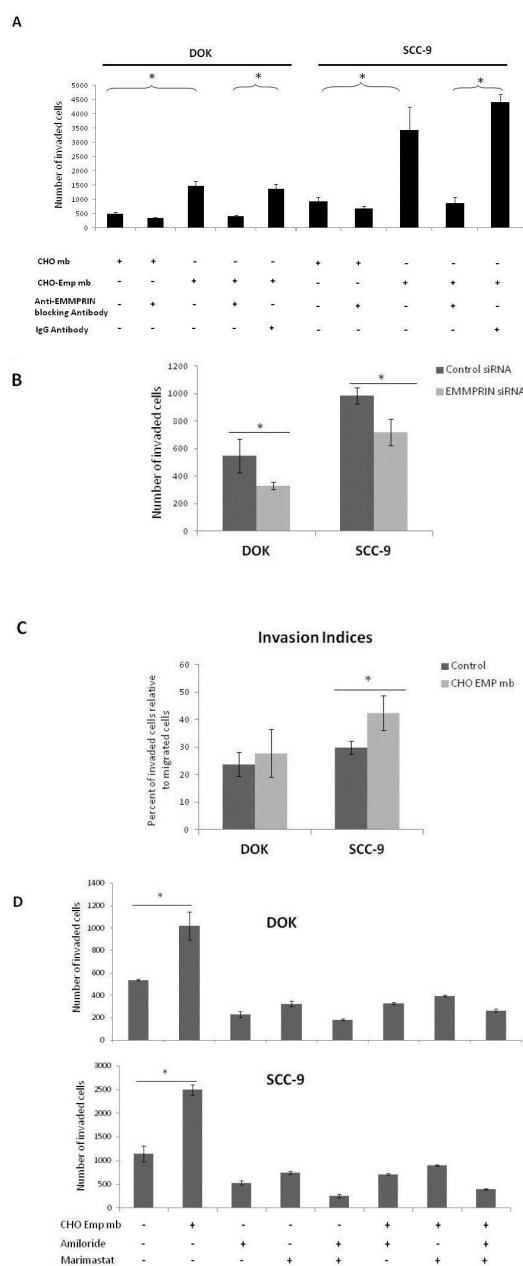 A
DOK SCC-9
* * * *
Number of invaded cells
5000
4500
4000
3500
3000
2500
2000
1500
1000
500
0
CHO mb + + - - - + + - - -
CHO-Emp mb - - + + + - - + + +
Anti-EMMPRIN blocking Antibody - + - + - - + - + -
IgG Antibody - - - - + - - - - +
B
Number of invaded cells
1200
1000
800
600
400
200
0
* *
Control siRNA
EMMPRIN siRNA
DOK SCC-9
C
Invasion Indices
Percent of invaded cells relative
to migrated cells
60
50
40
30
20
10
0
*
Control
CHO EMP mb
DOK SCC-9
D
DOK
Number of invaded cells
1400
1200
1000
800
600
400
200
0
*
SCC-9
Number of invaded cells
2500
2000
1500
1000
500
0
*
CHO Emp mb - + - - - + + +
Amiloride - - + - + + - +
Marimastat - - - + + - + +